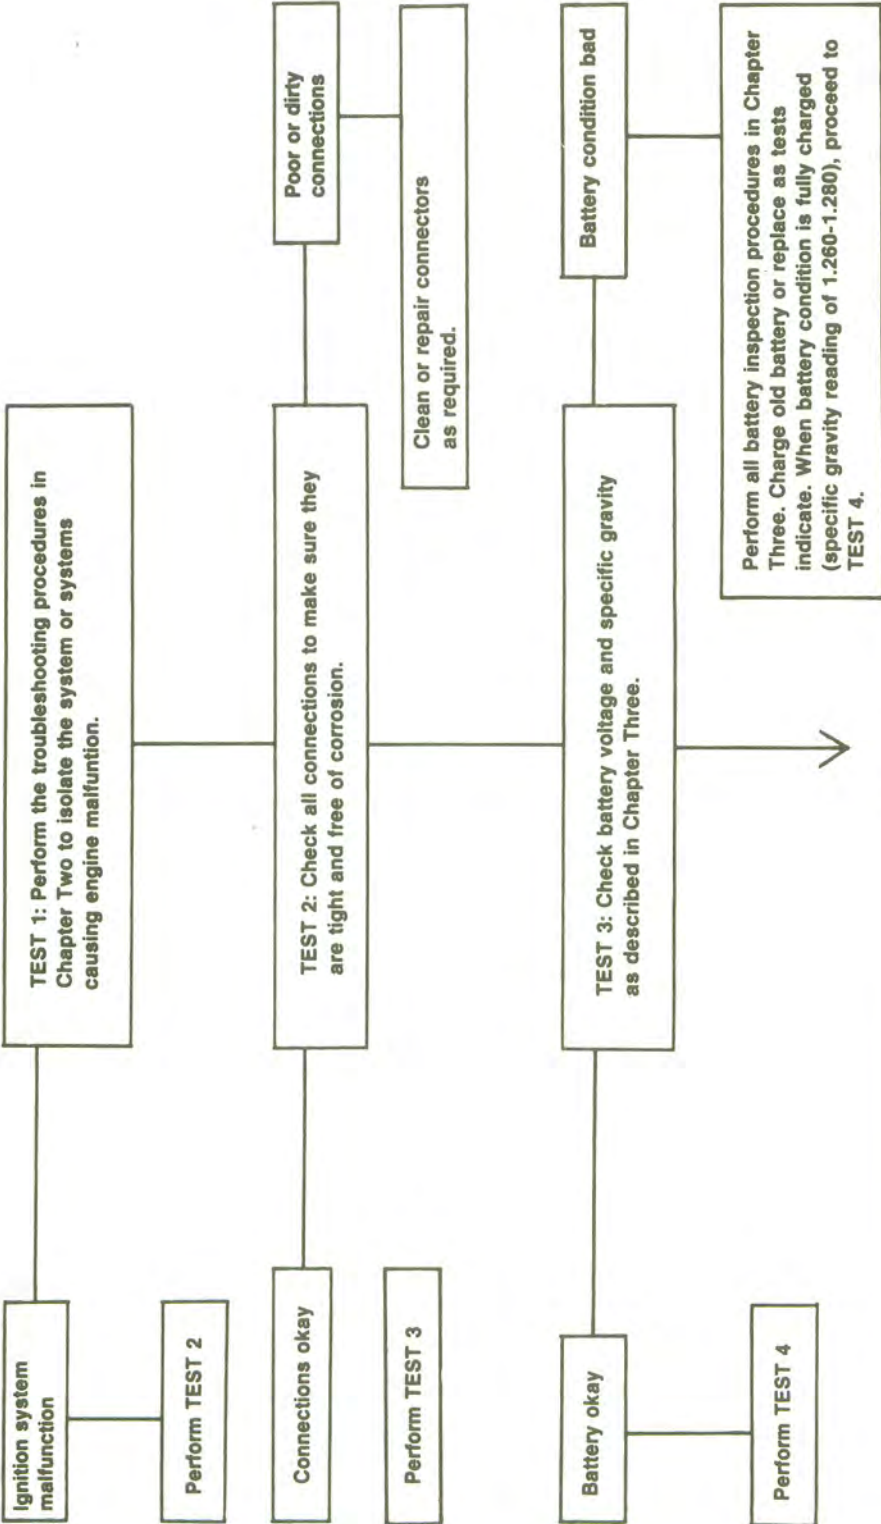 Ignition system
malfunction
Perform TEST 2
TEST 1: Perform the troubleshooting procedures in
Chapter Two to isolate the system or systems
causing engine malfuntion.
Connections okay
Perform TEST 3
TEST 2: Check all connections to make sure they
are tight and free of corrosion.
Poor or dirty
connections
Clean or repair connectors
as required.
Battery okay
Perform TEST 4
TEST 3: Check battery voltage and specific gravity
as described in Chapter Three.
Battery condition bad
Perform all battery inspection procedures in Chapter
Three. Charge old battery or replace as tests
indicate. When battery condition is fully charged
(specific gravity reading of 1.260-1.280), proceed to
TEST 4.